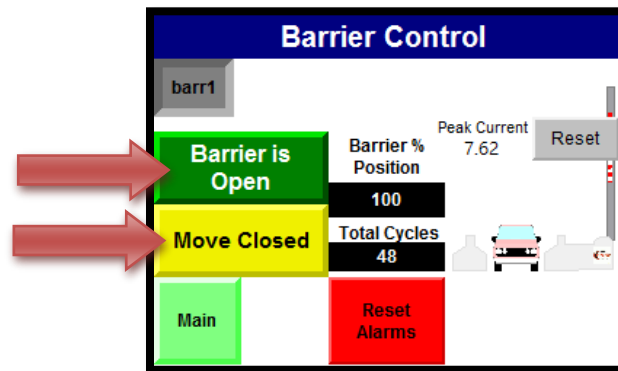 Barrier Control
barr1
Peak Current
7.62
Reset
Barrier is
Open
Barrier %
Position
100
Move Closed
Total Cycles
48
Main
Reset
Alarms